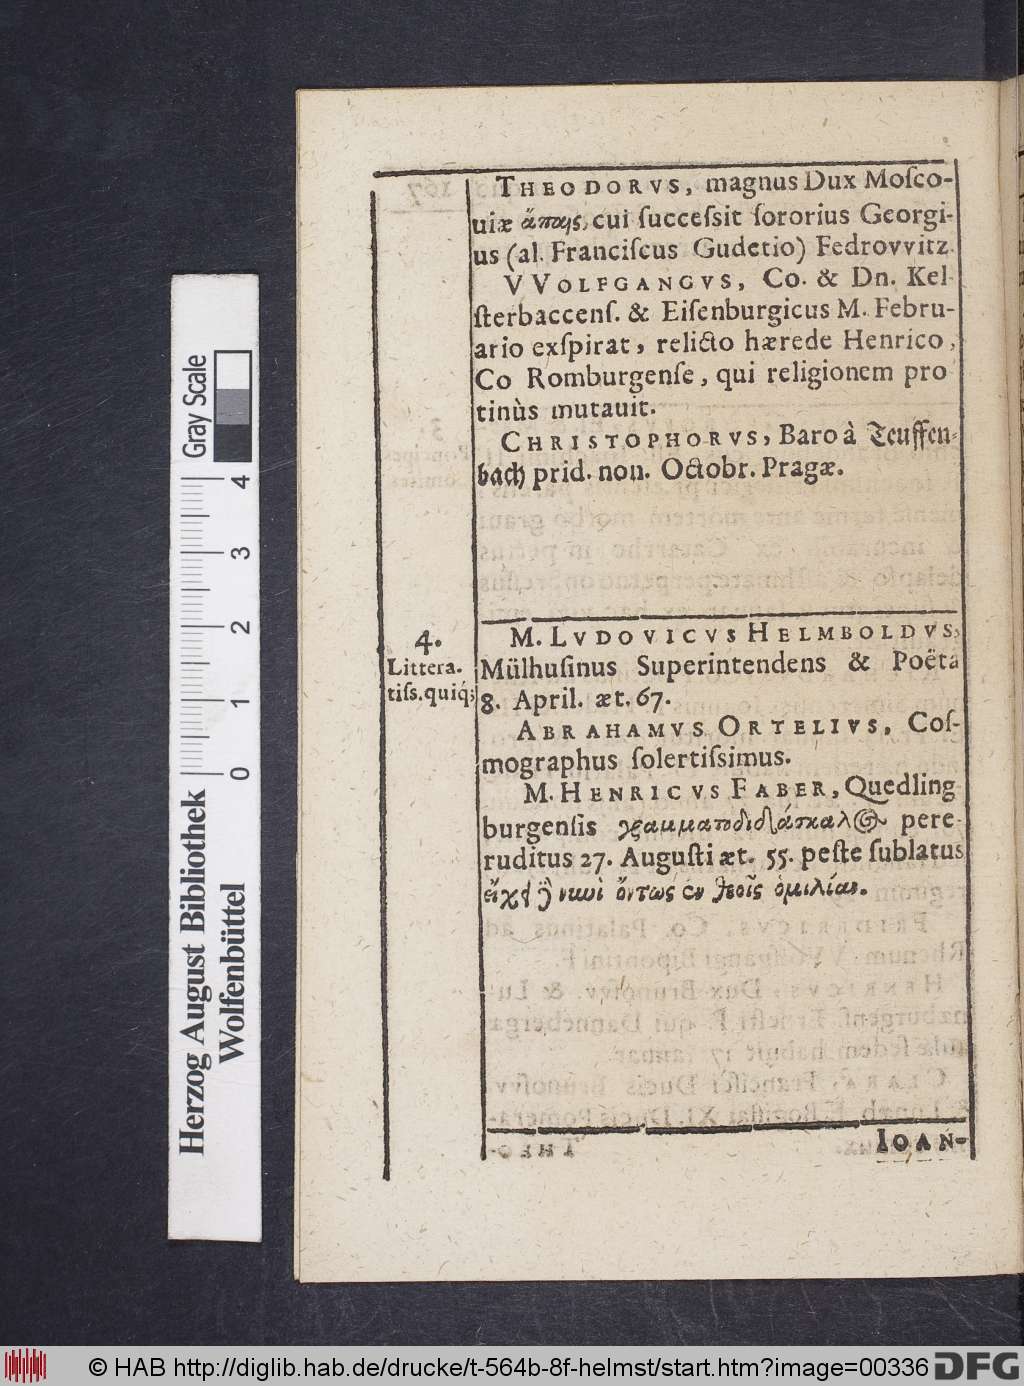 THEODORVS, magnus Dux Moſco-
uiæ ἄπαις, cui ſucceſsit ſororius Georgi-
us (al. Franciſcus Gudetio) Fedrovvitz.
VVOLFGANGVS, Co. & Dn. Kel-
ſterbaccenſ. & Eiſenburgicus M. Febru-
ario exſpirat, relicto hærede Henrico,
Co Romburgenſe, qui religionem pro
tinùs mutauit.
CHRISTOPHORVS, Baro à Teuffen-
bach prid. non. Octobr. Pragæ.
4.
Littera-
tiſſ. quiq;
M. LVDOVICVS HELMBOLDVS,
Mülhuſinus Superintendens & Poëta
8. April. æt. 67.
ABRAHAMVS ORTELIVS, Coſ-
mographus ſolertiſsimus.
M. HENRICVS FABER, Quedling
burgenſis γραμματοδιδάσκαλος pere-
ruditus 27. Auguſti æt. 55. peſte ſublatus
ὄντως ἐν θεοῖς ὁμιλίαν.
IOAN-
Gray Scale
0 1 2 3 4
Herzog August Bibliothek
Wolfenbüttel
© HAB http://diglib.hab.de/drucke/t-564b-8f-helmst/start.htm?image=00336
DFG